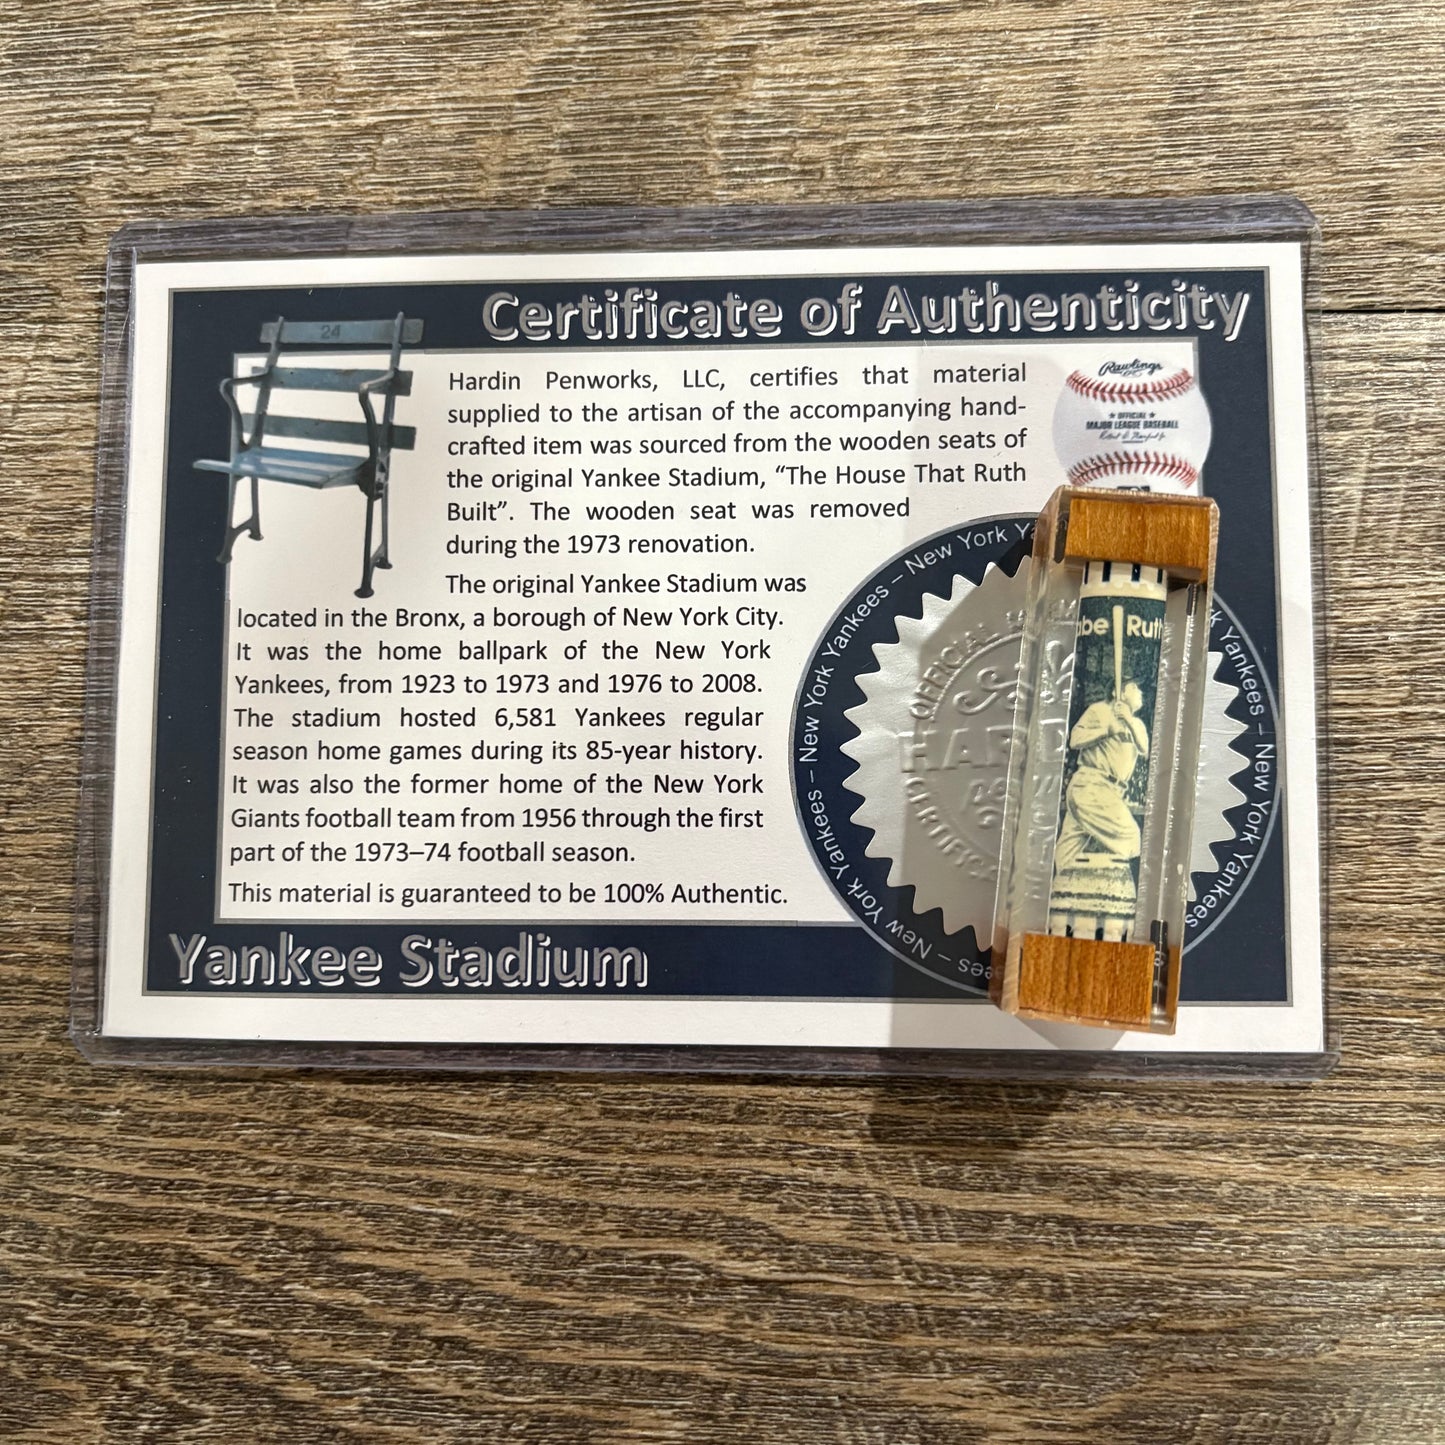 Certificate of Authenticity
24
Hardin Penworks, LLC, certifies that material
supplied to the artisan of the accompanying hand-
crafted item was sourced from the wooden seats of
the original Yankee Stadium, “The House That Ruth
Built”. The wooden seat was removed
during the 1973 renovation.
The original Yankee Stadium was
located in the Bronx, a borough of New York City.
It was the home ballpark of the New York
Yankees, from 1923 to 1973 and 1976 to 2008.
The stadium hosted 6,581 Yankees regular
season home games during its 85-year history.
It was also the former home of the New York
Giants football team from 1956 through the first
part of the 1973–74 football season.
This material is guaranteed to be 100% Authentic.
Yankee Stadium
Rawlings
★ OFFICIAL ★
MAJOR LEAGUE BASEBALL
New York Yankees – New York Yankees – New York
Yankees – New York Yankees
New York Yankees –
OFFICIAL
be Ruth